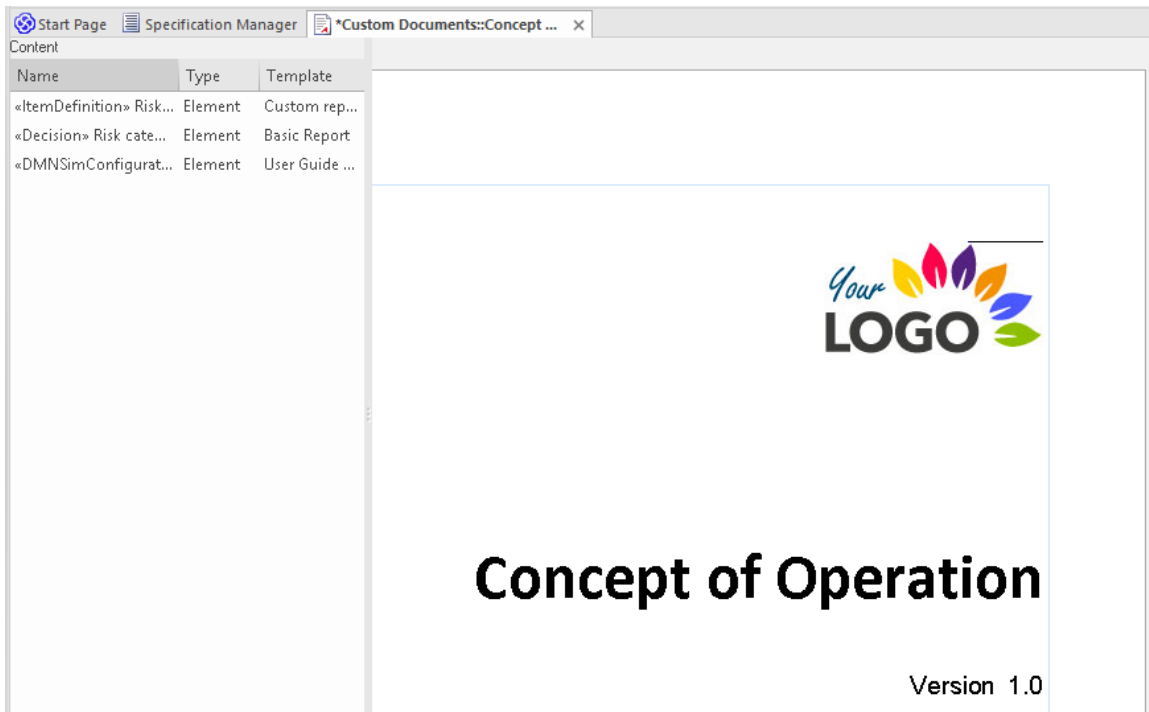 Start Page Specification Manager *Custom Documents::Concept ... ×
Content
Name Type Template
«ItemDefinition» Risk... Element Custom rep...
«Decision» Risk cate... Element Basic Report
«DMNSimConfigurat... Element User Guide ...
Your
LOGO
Concept of Operation
Version 1.0